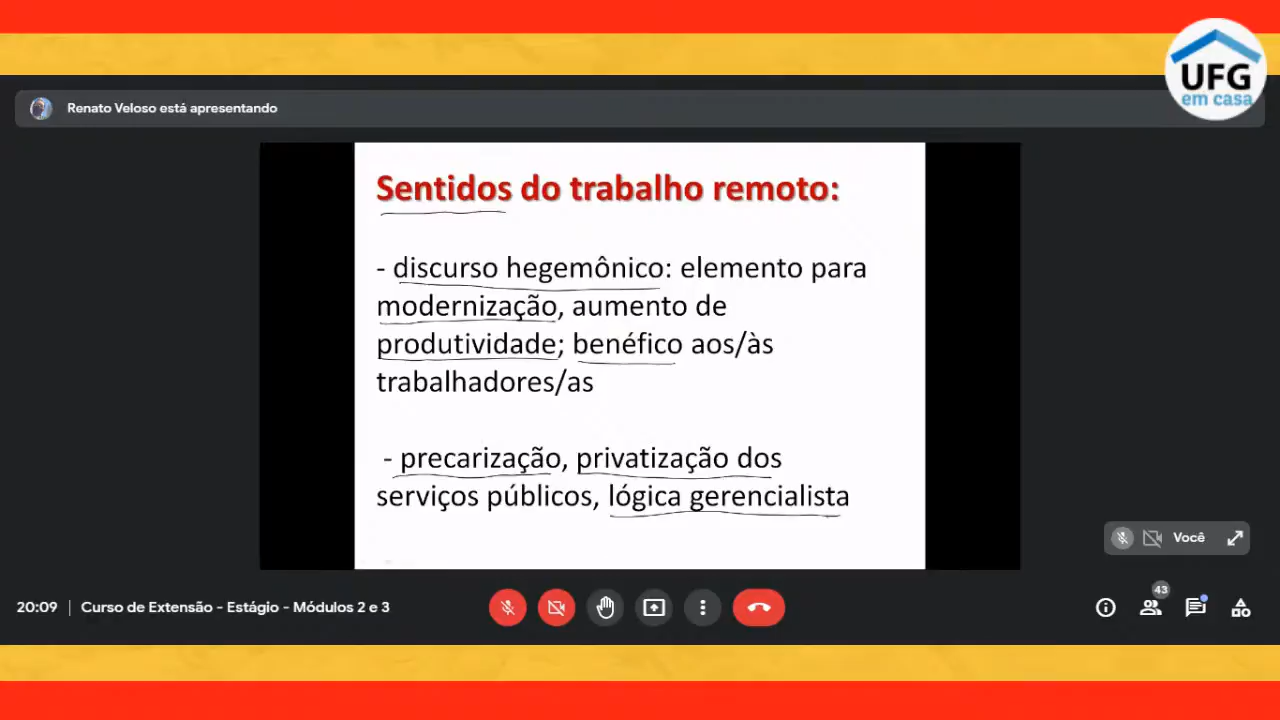 UFG
em casa
Renato Veloso está apresentando
Sentidos do trabalho remoto:
- discurso hegemônico: elemento para
modernização, aumento de
produtividade; benéfico aos/às
trabalhadores/as
- precarização, privatização dos
serviços públicos, lógica gerencialista
Você
20:09 | Curso de Extensão - Estágio - Módulos 2 e 3
43